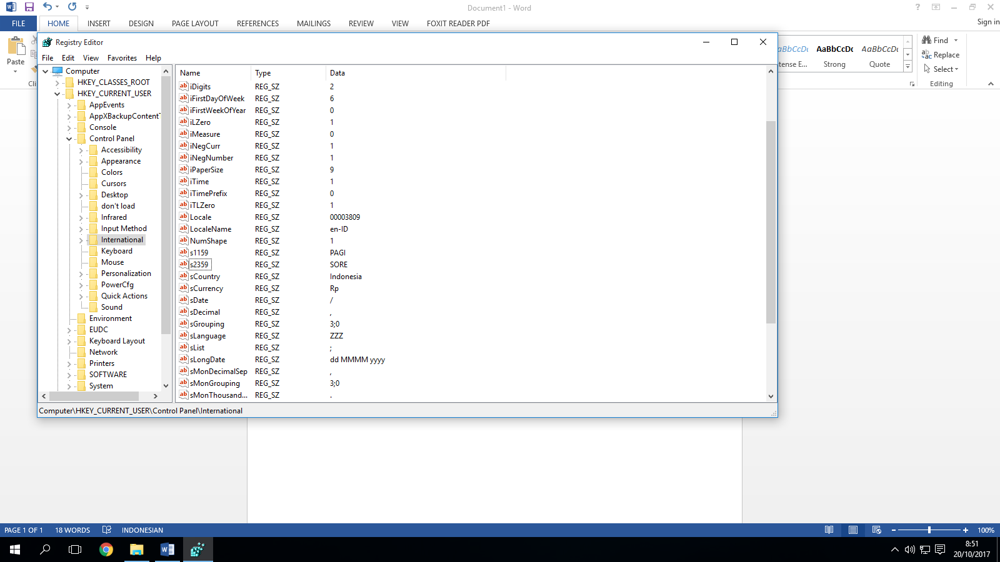 Document1 - Word
FILE HOME INSERT DESIGN PAGE LAYOUT REFERENCES MAILINGS REVIEW VIEW FOXIT READER PDF
Sign in
Paste
Registry Editor
File Edit View Favorites Help
Computer
HKEY_CLASSES_ROOT
HKEY_CURRENT_USER
AppEvents
AppXBackupContentT
Console
Control Panel
Accessibility
Appearance
Colors
Cursors
Desktop
don't load
Infrared
Input Method
International
Keyboard
Mouse
Personalization
PowerCfg
Quick Actions
Sound
Environment
EUDC
Keyboard Layout
Network
Printers
SOFTWARE
System
Name Type Data
iDigits REG_SZ 2
iFirstDayOfWeek REG_SZ 6
iFirstWeekOfYear REG_SZ 0
iLZero REG_SZ 1
iMeasure REG_SZ 0
iNegCurr REG_SZ 1
iNegNumber REG_SZ 1
iPaperSize REG_SZ 9
iTime REG_SZ 1
iTimePrefix REG_SZ 0
iTLZero REG_SZ 1
Locale REG_SZ 00003809
LocaleName REG_SZ en-ID
NumShape REG_SZ 1
s1159 REG_SZ PAGI
s2359 REG_SZ SORE
sCountry REG_SZ Indonesia
sCurrency REG_SZ Rp
sDate REG_SZ /
sDecimal REG_SZ ,
sGrouping REG_SZ 3;0
sLanguage REG_SZ ZZZ
sList REG_SZ ;
sLongDate REG_SZ dd MMMM yyyy
sMonDecimalSep REG_SZ ,
sMonGrouping REG_SZ 3;0
sMonThousand... REG_SZ .
Computer\HKEY_CURRENT_USER\Control Panel\International
AaBbCcDc AaBbCcDc
tense E... Strong Quote
Find
Replace
Select
Editing
PAGE 1 OF 1 18 WORDS INDONESIAN
100%
8:51
20/10/2017